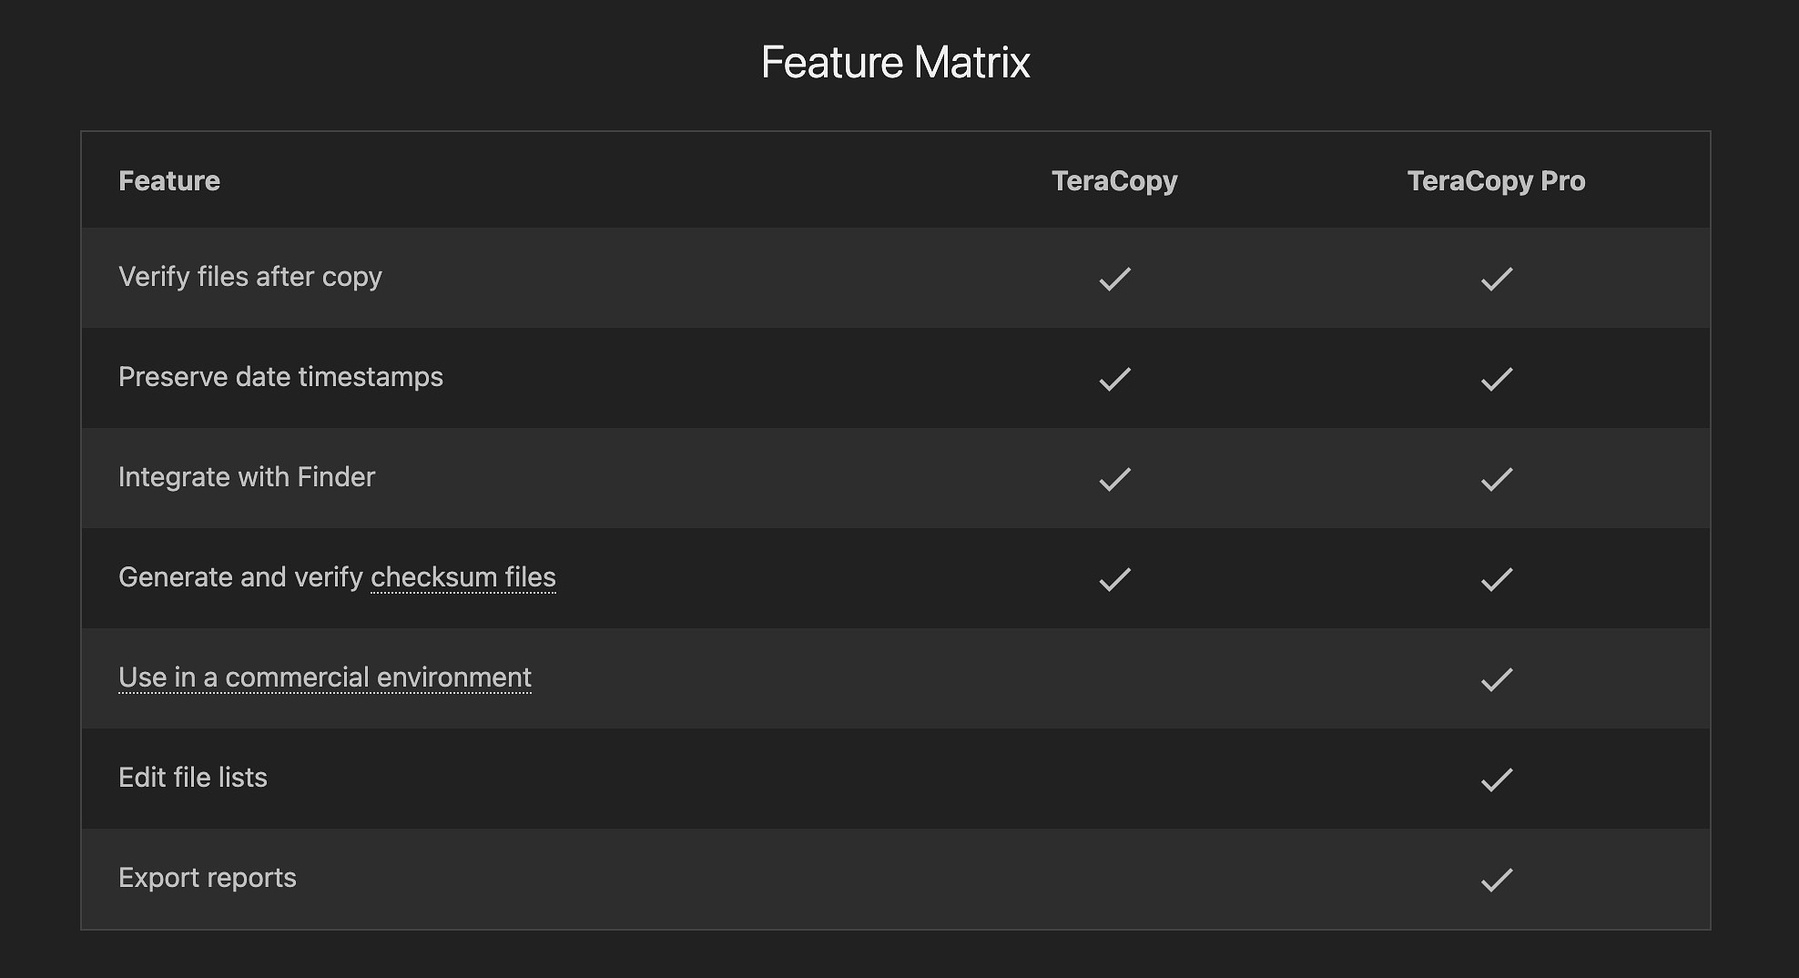 Feature Matrix
Feature TeraCopy TeraCopy Pro
Verify files after copy ✓ ✓
Preserve date timestamps ✓ ✓
Integrate with Finder ✓ ✓
Generate and verify checksum files ✓ ✓
Use in a commercial environment ✓
Edit file lists ✓
Export reports ✓